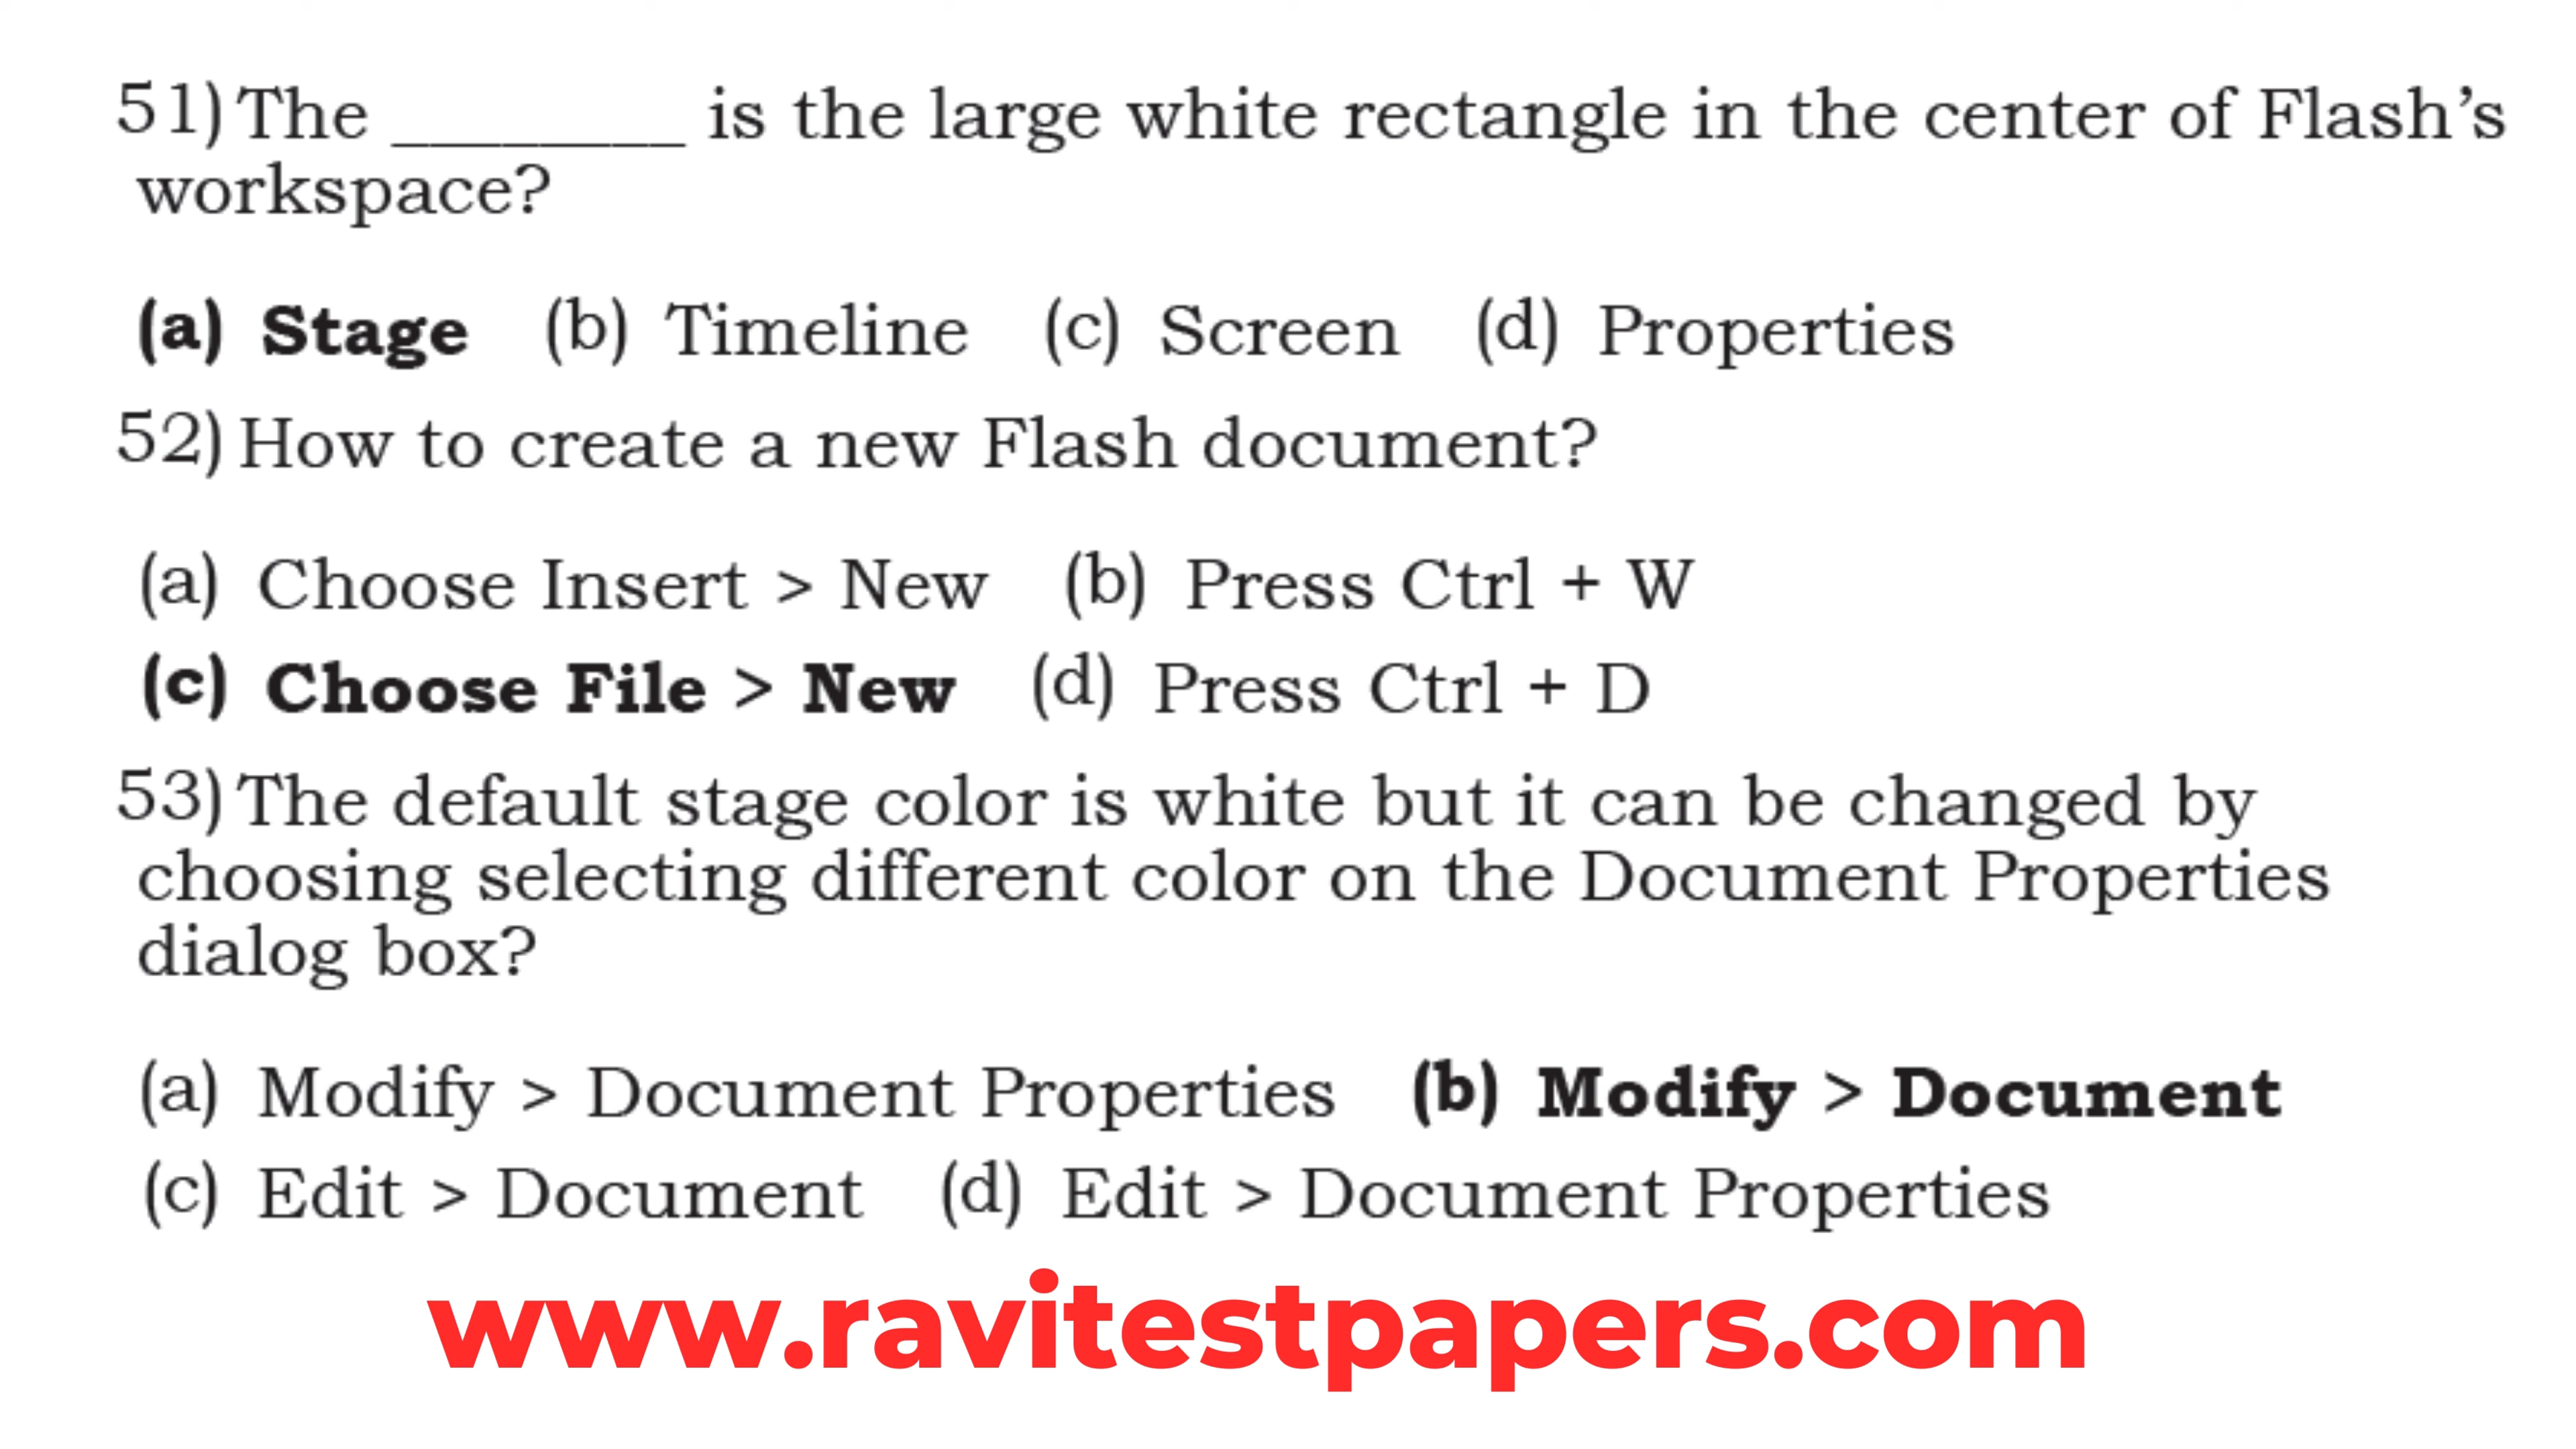 51) The ________ is the large white rectangle in the center of Flash’s
workspace?
(a) Stage (b) Timeline (c) Screen (d) Properties
52) How to create a new Flash document?
(a) Choose Insert > New (b) Press Ctrl + W
(c) Choose File > New (d) Press Ctrl + D
53) The default stage color is white but it can be changed by
choosing selecting different color on the Document Properties
dialog box?
(a) Modify > Document Properties (b) Modify > Document
(c) Edit > Document (d) Edit > Document Properties
www.ravitestpapers.com